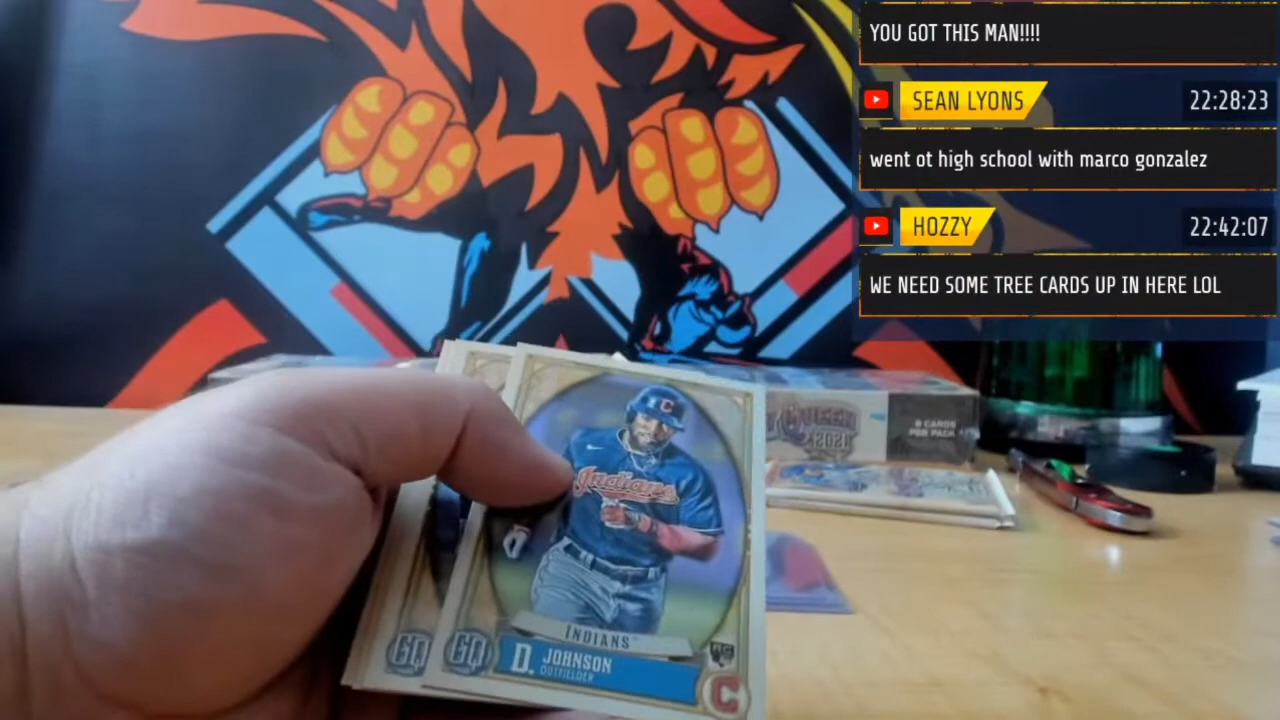 YOU GOT THIS MAN!!!!
SEAN LYONS
22:28:23
went ot high school with marco gonzalez
HOZZY
22:42:07
WE NEED SOME TREE CARDS UP IN HERE LOL
C
Indians
QUEEN
2021
8 CARDS
PER PACK
INDIANS
GQ
GQ
D. JOHNSON
OUTFIELDER
RC
C